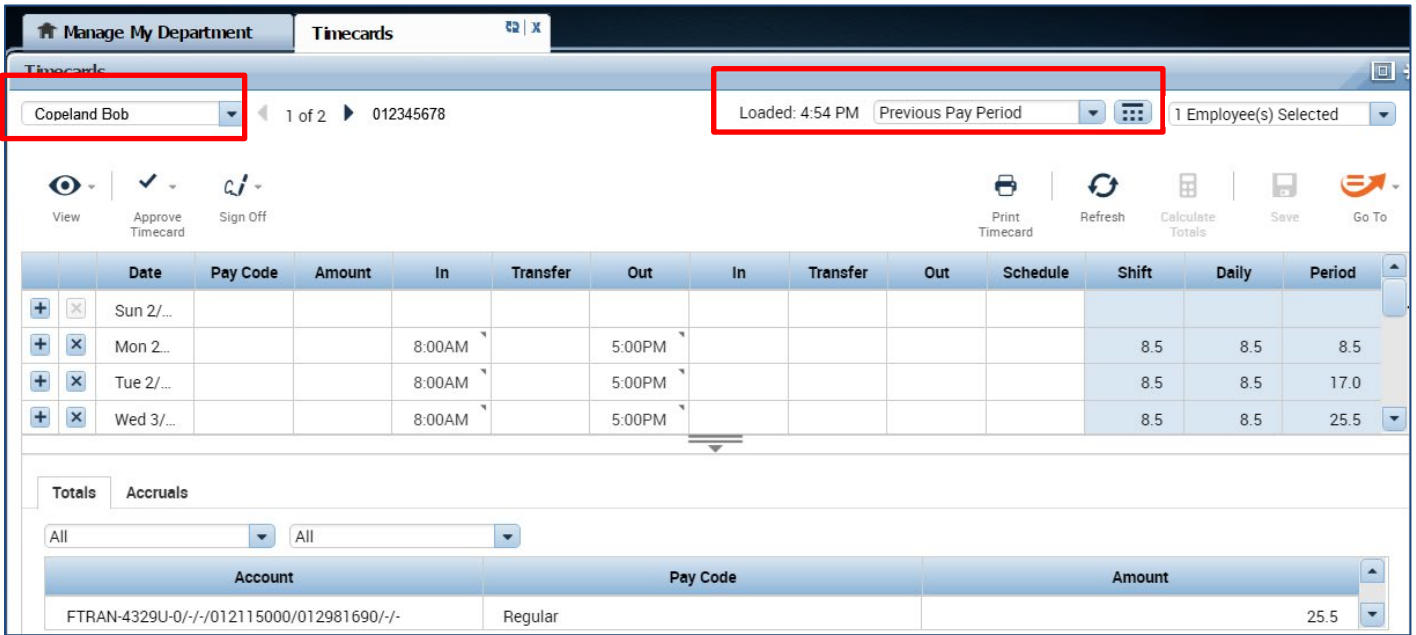 Manage My Department Timecards X
Timecards
Copeland Bob 1 of 2 012345678 Loaded: 4:54 PM Previous Pay Period 1 Employee(s) Selected
View Approve Timecard Sign Off Print Timecard Refresh Calculate Totals Save Go To
Date Pay Code Amount In Transfer Out In Transfer Out Schedule Shift Daily Period
Sun 2/...
Mon 2... 8:00AM 5:00PM 8.5 8.5 8.5
Tue 2/... 8:00AM 5:00PM 8.5 8.5 17.0
Wed 3/... 8:00AM 5:00PM 8.5 8.5 25.5
Totals Accruals
All All
Account Pay Code Amount
FTRAN-4329U-0/-/-/012115000/012981690/-/- Regular 25.5